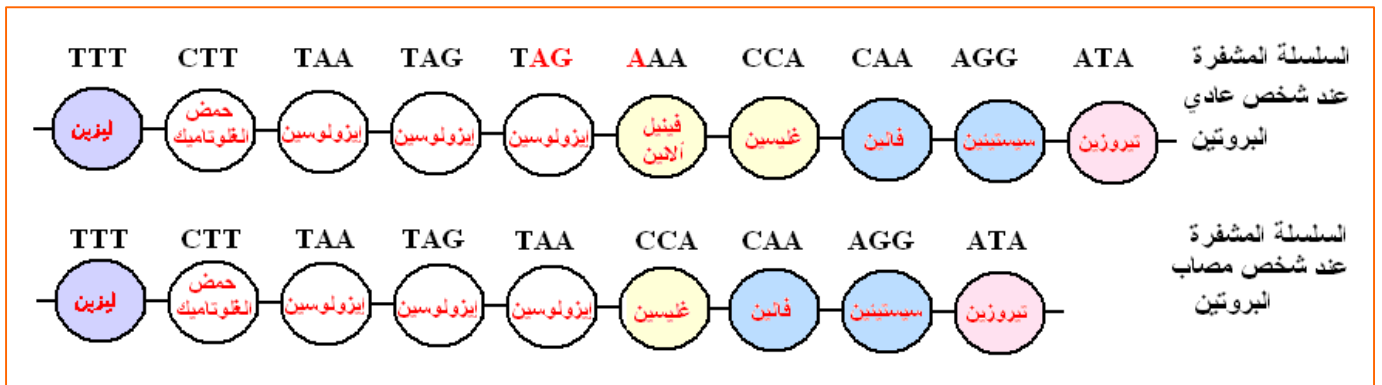 TTT CTT TAA TAG TAG AAA CCA CAA AGG ATA
السلسلة المشفرة
عند شخص عادي
البروتين
ليزين
حمض
الغلوتاميك
إيزولوسين
إيزولوسين
إيزولوسين
فينيل
ألانين
غليسين
فالين
سيستيئين
تيروزين
TTT CTT TAA TAG TAA CCA CAA AGG ATA
السلسلة المشفرة
عند شخص مصاب
البروتين
ليزين
حمض
الغلوتاميك
إيزولوسين
إيزولوسين
إيزولوسين
غليسين
فالين
سيستيئين
تيروزين